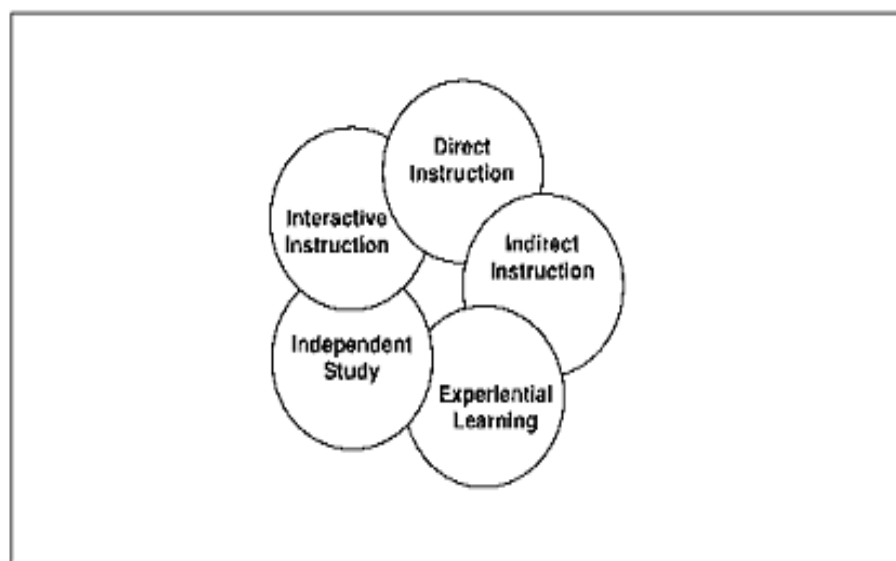 Direct
Instruction
Indirect
Instruction
Experiential
Learning
Independent
Study
Interactive
Instruction